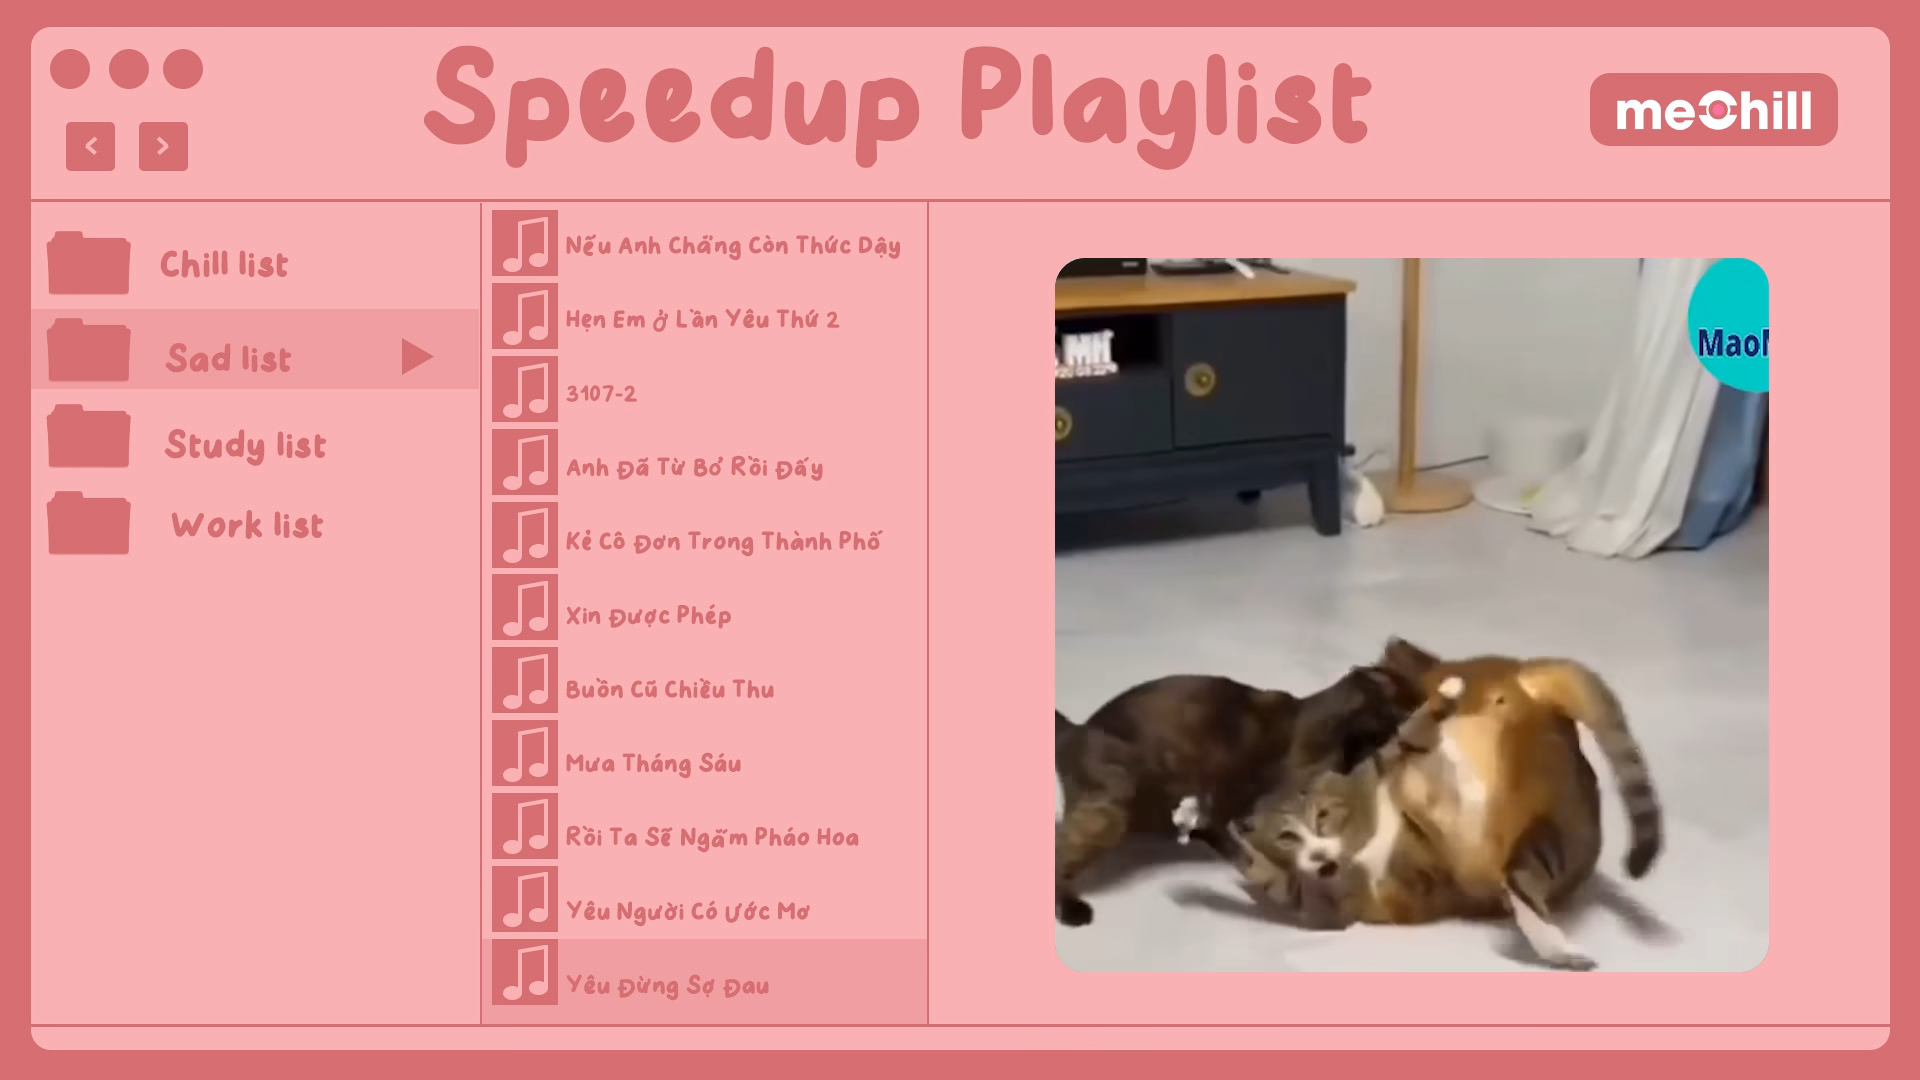 Speedup Playlist
meChill
Chill list
Sad list
Study list
Work list
Nếu Anh Chẳng Còn Thức Dậy
Hẹn Em Ở Lần Yêu Thứ 2
3107-2
Anh Đã Từ Bỏ Rồi Đấy
Kẻ Cô Đơn Trong Thành Phố
Xin Được Phép
Buồn Cũ Chiều Thu
Mưa Tháng Sáu
Rồi Ta Sẽ Ngắm Pháo Hoa
Yêu Người Có Ước Mơ
Yêu Đừng Sợ Đau
Mao